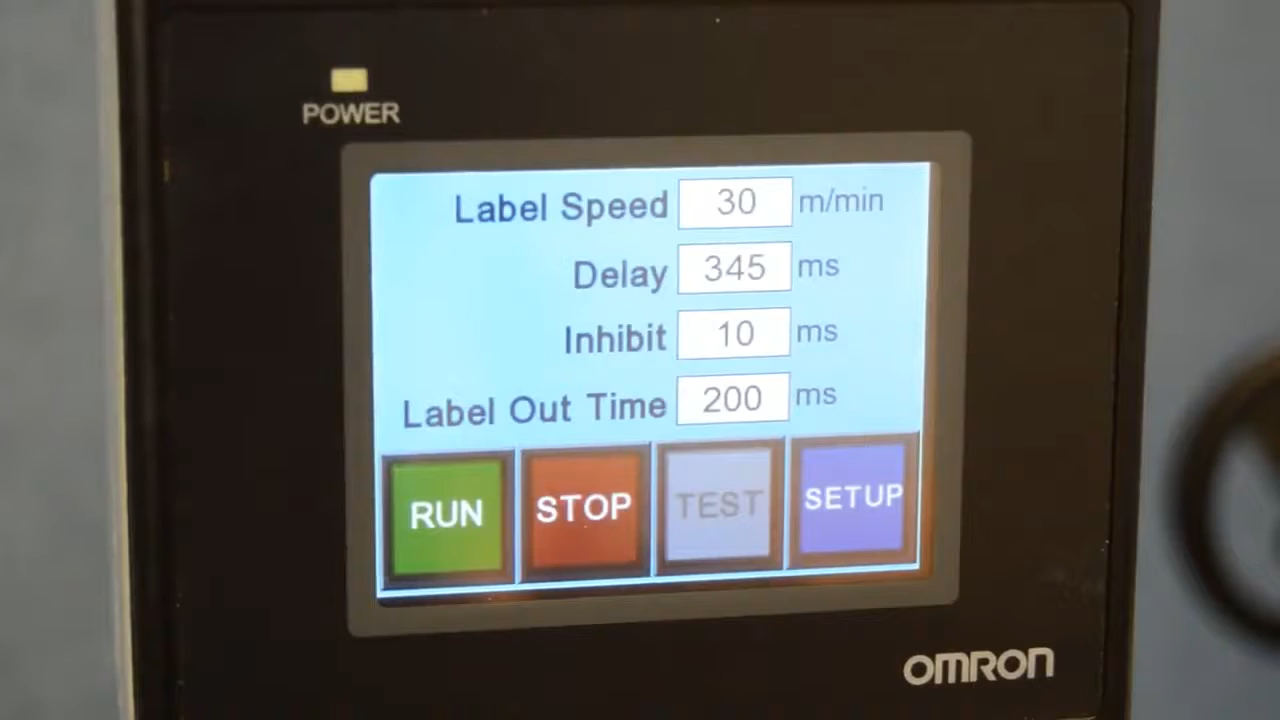 POWER
Label Speed 30 m/min
Delay 345 ms
Inhibit 10 ms
Label Out Time 200 ms
RUN STOP TEST SETUP
OMRON